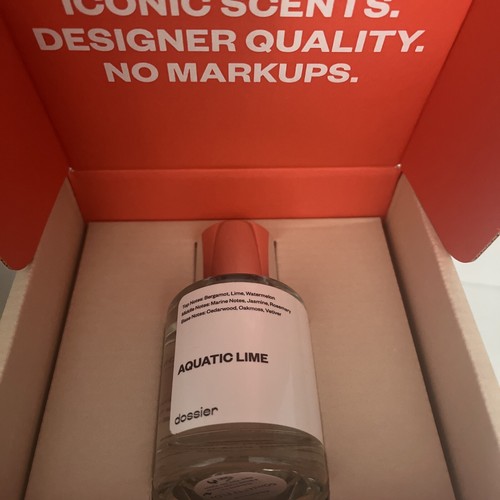 ICONIC SCENTS.
DESIGNER QUALITY.
NO MARKUPS.
Top Notes: Bergamot, Lime, Watermelon
Middle Notes: Marine Notes, Jasmine, Rosemary
Base Notes: Cedarwood, Oakmoss, Vetiver
AQUATIC LIME
dossier